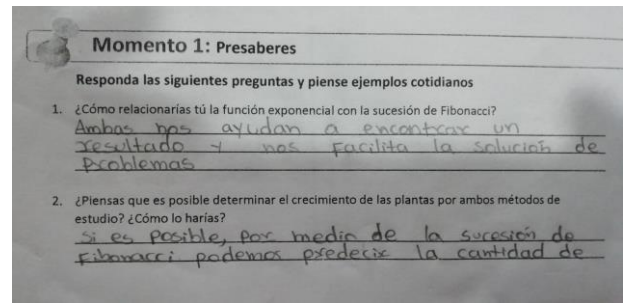 Momento 1: Presaberes
Responda las siguientes preguntas y piense ejemplos cotidianos
1. ¿Cómo relacionarías tú la función exponencial con la sucesión de Fibonacci?
Ambas nos ayudan a encontrar un
resultado y nos Facilita la solución de
Problemas
2. ¿Piensas que es posible determinar el crecimiento de las plantas por ambos métodos de
estudio? ¿Cómo lo harías?
Si es posible, por medio de la sucesión de
Fibonacci podemos predecir la cantidad de